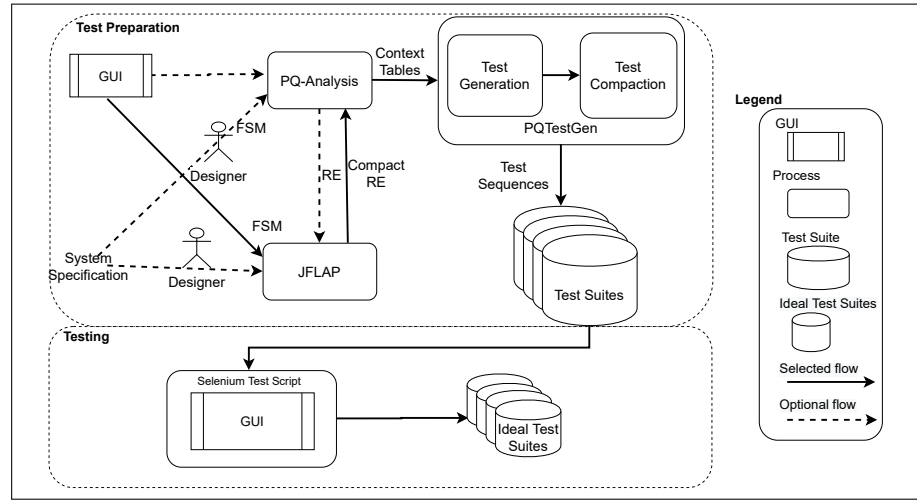 Test Preparation
GUI
PQ-Analysis
Context
Tables
Test
Generation
Test
Compaction
PQTestGen
FSM
Designer
RE
Compact
RE
Test
Sequences
FSM
System
Specification
Designer
JFLAP
Test Suites
Testing
Selenium Test Script
GUI
Ideal Test
Suites
Legend
GUI
Process
Test Suite
Ideal Test Suites
Selected flow
Optional flow